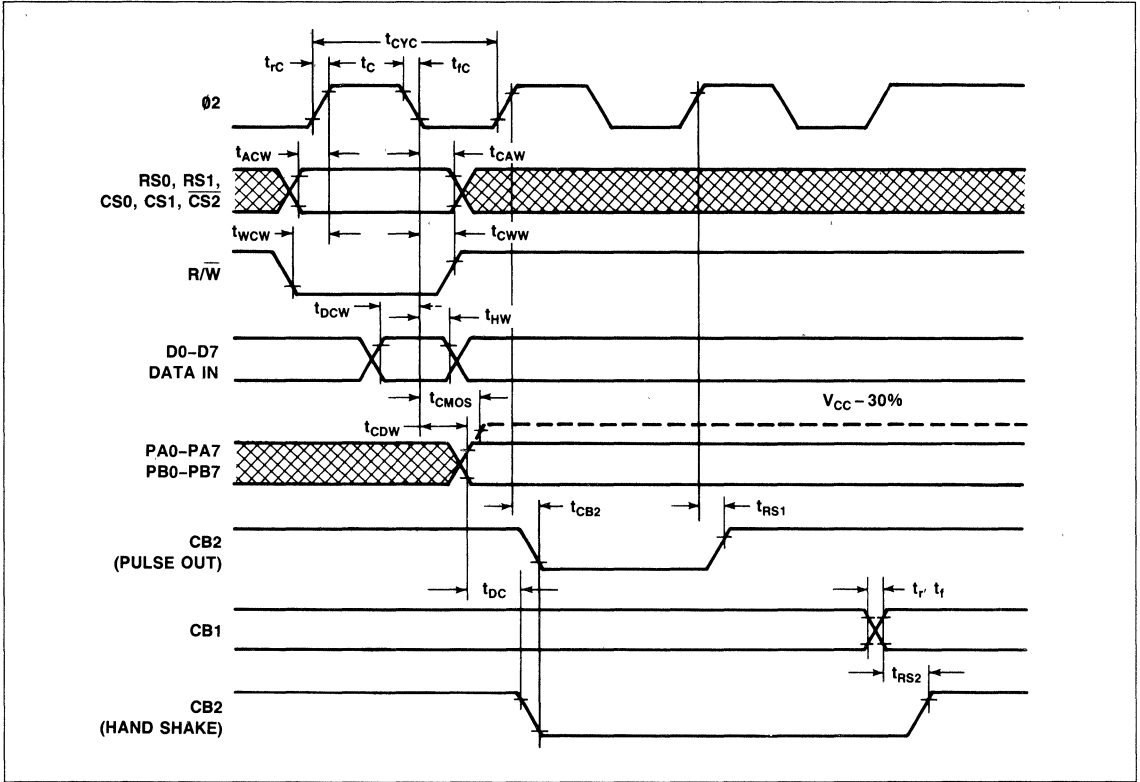 tCYC
trC
tC
tfC
Ø2
tACW
tCAW
RS0, RS1,
CS0, CS1, C̅S̅2̅
tWCW
tCWW
R/W̅
tDCW
tHW
D0–D7
DATA IN
tCMOS
VCC – 30%
tCDW
PA0–PA7
PB0–PB7
tCB2
tRS1
CB2
(PULSE OUT)
tDC
tr, tf
CB1
tRS2
CB2
(HAND SHAKE)